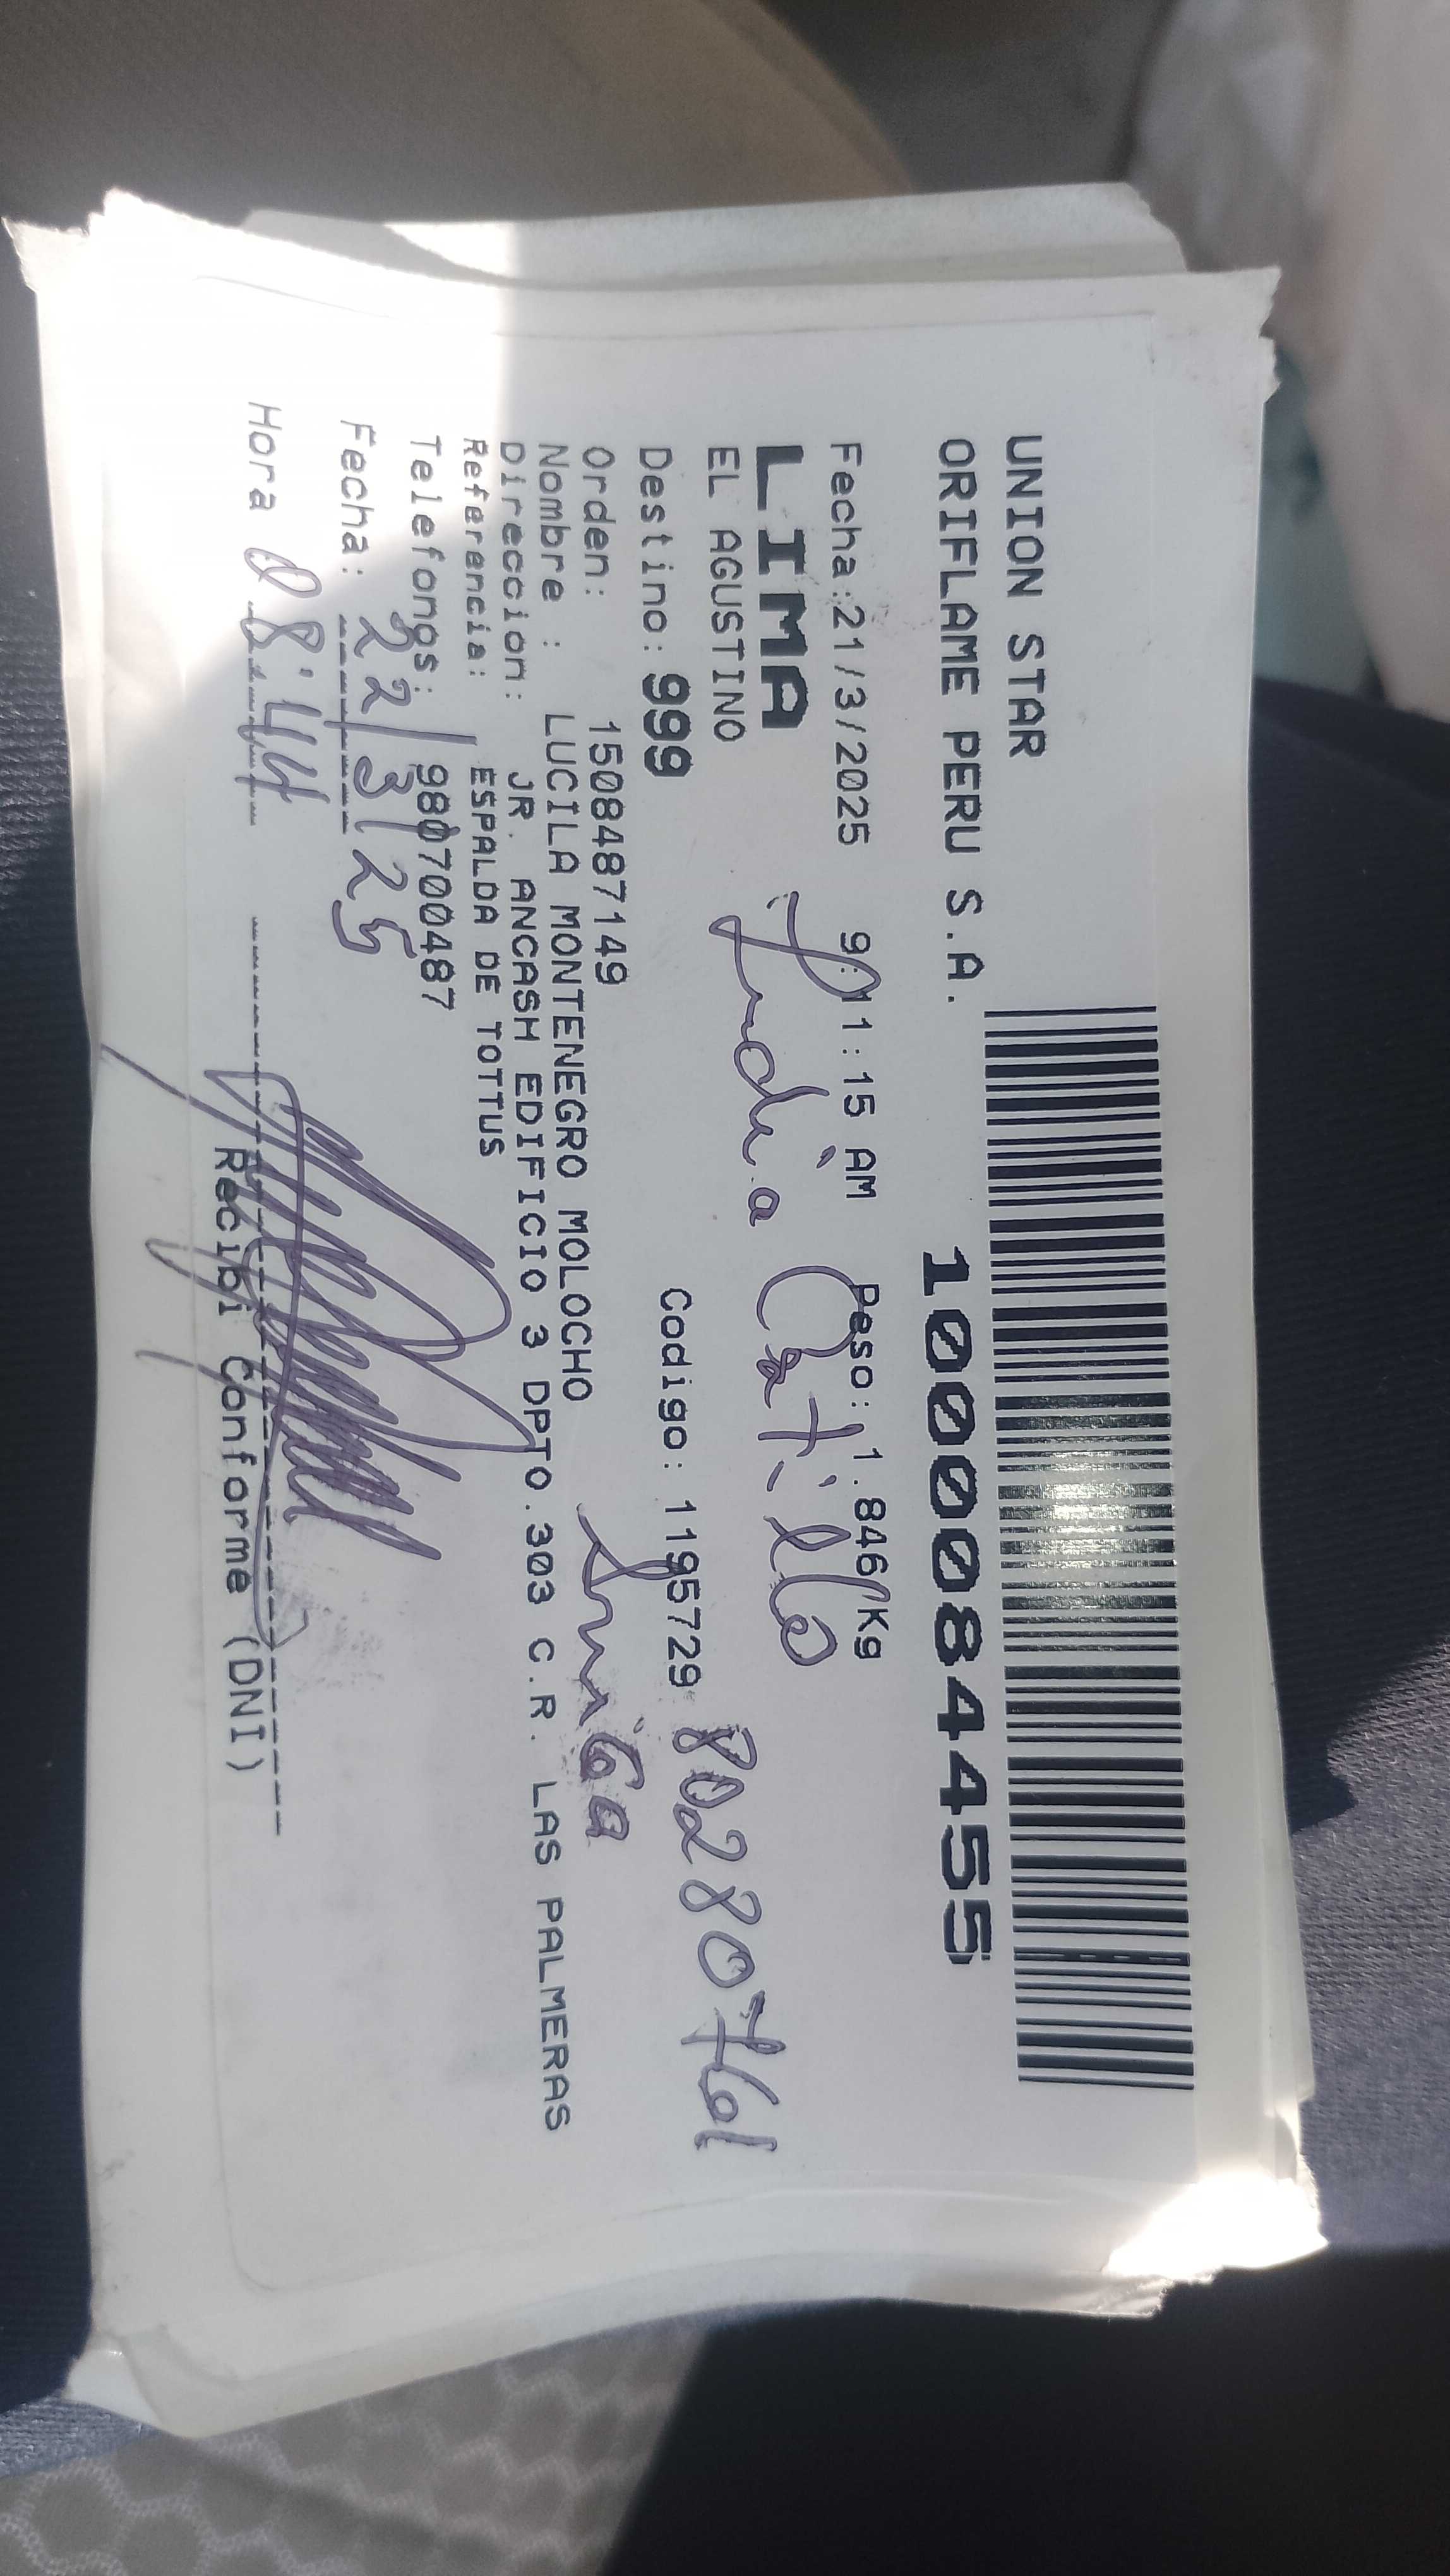 UNION STAR
ORIFLAME PERU S.A.
1000084455
Fecha:21/3/2025 9:11:15 AM Peso: 1.846 Kg
LIMA
EL AGUSTINO
Destino: 999 Codigo: 1195729
80280761
Orden: 1508487149
Nombre : LUCILA MONTENEGRO MOLOCHO
Direccion: JR. ANCASH EDIFICIO 3 DPTO.303 C.R. LAS PALMERAS
Referencia: ESPALDA DE TOTTUS
Telefonos: 980700487
Fecha: 22/3/25
Hora 08:44
Recibi Conforme (DNI)